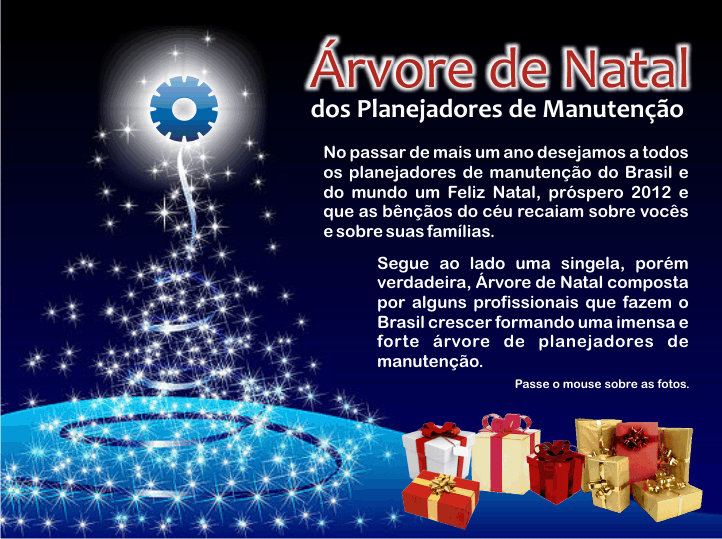 Árvore de Natal
dos Planejadores de Manutenção
No passar de mais um ano desejamos a todos
os planejadores de manutenção do Brasil e
do mundo um Feliz Natal, próspero 2012 e
que as bênçãos do céu recaiam sobre vocês
e sobre suas famílias.
Segue ao lado uma singela, porém
verdadeira, Árvore de Natal composta
por alguns profissionais que fazem o
Brasil crescer formando uma imensa e
forte árvore de planejadores de
manutenção.
Passe o mouse sobre as fotos.